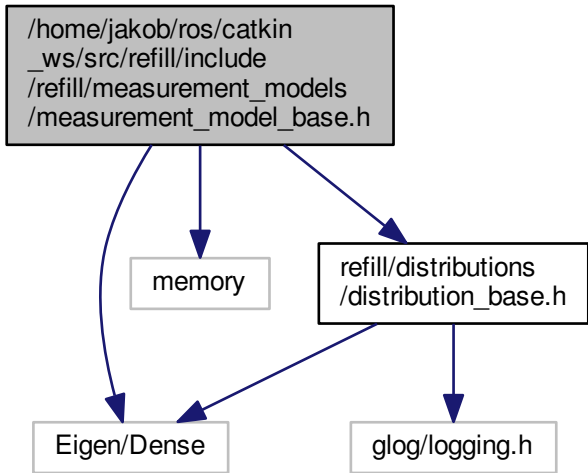 /home/jakob/ros/catkin
_ws/src/refill/include
/refill/measurement_models
/measurement_model_base.h
memory
refill/distributions
/distribution_base.h
Eigen/Dense
glog/logging.h